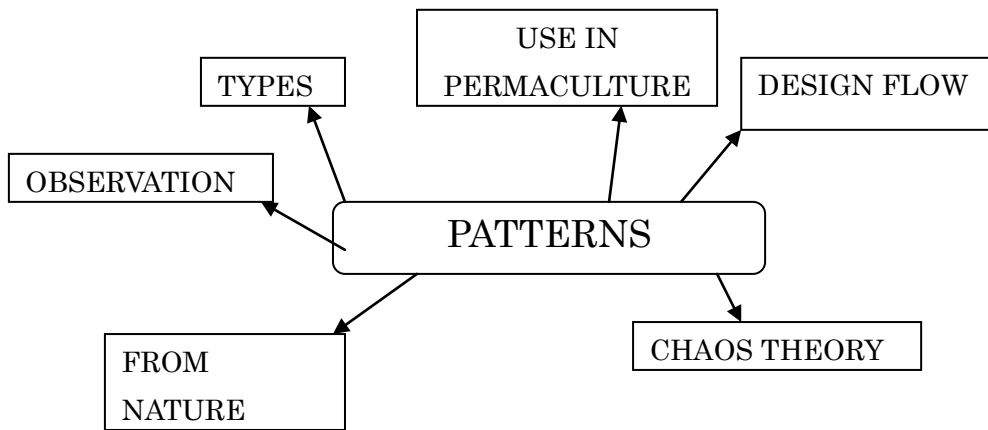 USE IN
PERMACULTURE
TYPES
DESIGN FLOW
OBSERVATION
PATTERNS
FROM
NATURE
CHAOS THEORY